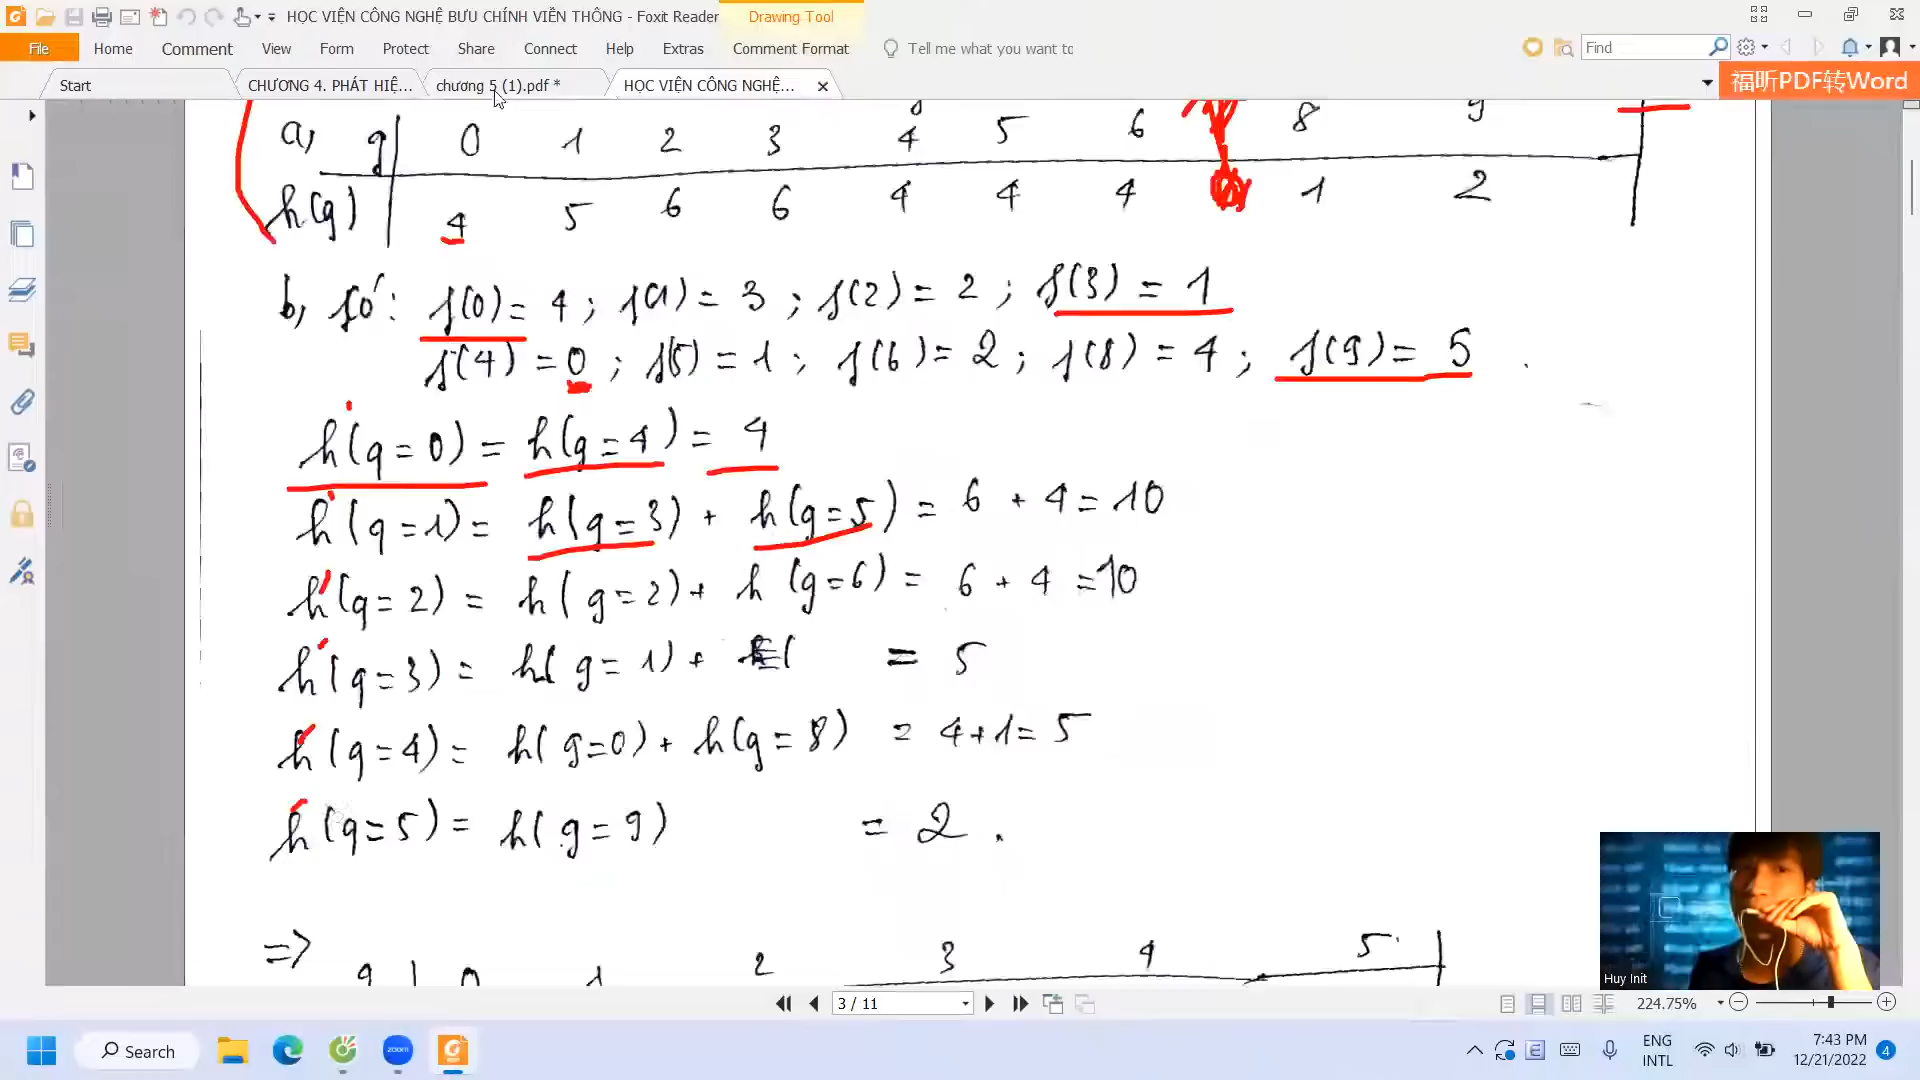 HỌC VIỆN CÔNG NGHỆ BƯU CHÍNH VIỄN THÔNG - Foxit Reader
Drawing Tool
File Home Comment View Form Protect Share Connect Help Extras Comment Format Tell me what you want to Find
Start CHƯƠNG 4. PHÁT HIỆ... chương 5 (1).pdf * HỌC VIỆN CÔNG NGHỆ...
福昕PDF转Word
a, g 0 1 2 3 4 5 6 8 9
h(g) 4 5 6 6 4 4 4 1 2
b, f(0) = 4 ; f(1) = 3 ; f(2) = 2 ; f(3) = 1
f(4) = 0 ; f(5) = 1 ; f(6) = 2 ; f(8) = 4 ; f(9) = 5
h'(g=0) = h(g=4) = 4
h'(g=1) = h(g=3) + h(g=5) = 6 + 4 = 10
h'(g=2) = h(g=2) + h(g=6) = 6 + 4 = 10
h'(g=3) = h(g=1) + = 5
h'(g=4) = h(g=0) + h(g=8) = 4+1 = 5
h'(g=5) = h(g=9) = 2 .
=> g 0 1 2 3 4 5
Huy Init
3 / 11
224.75%
Search
zoom
ENG
INTL
7:43 PM
12/21/2022
4